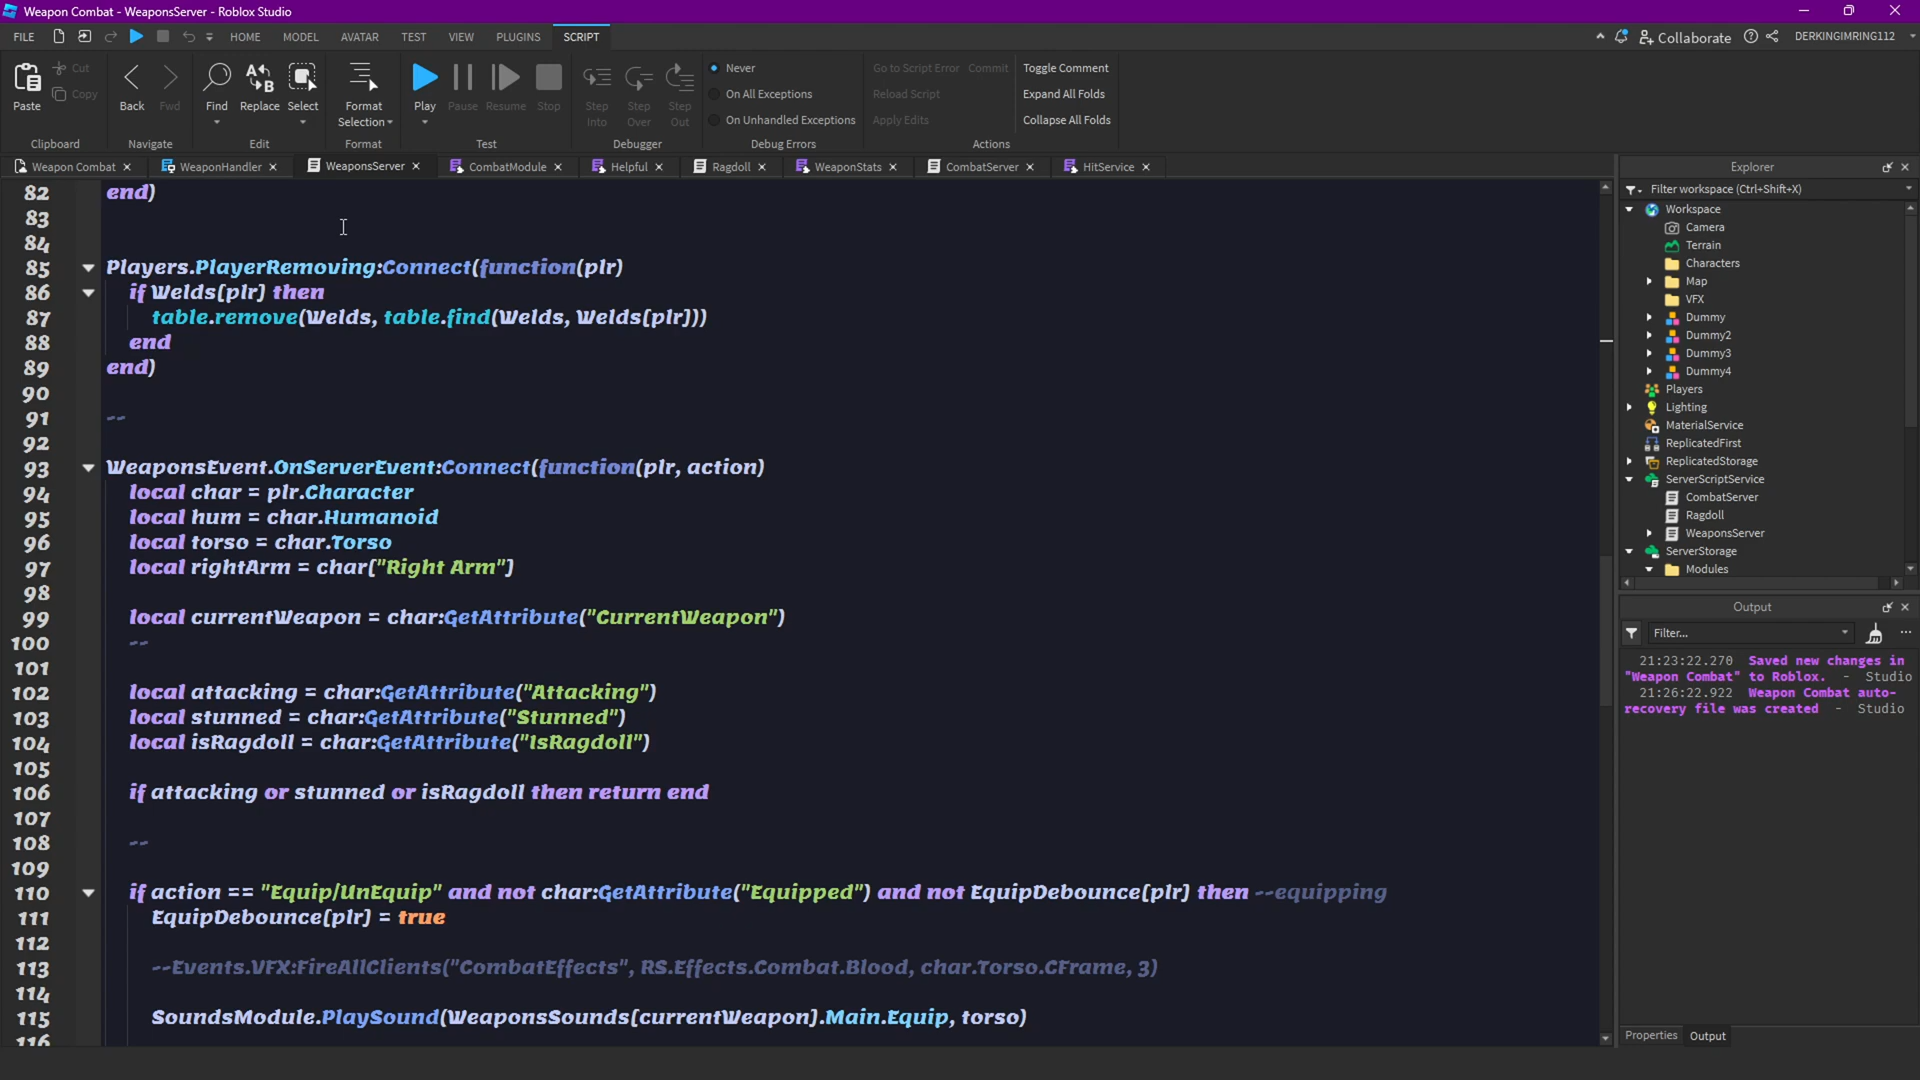 Weapon Combat - WeaponsServer - Roblox Studio
FILE HOME MODEL AVATAR TEST VIEW PLUGINS SCRIPT Collaborate DERKINGIMRING112
Paste Cut Copy Clipboard
Back Fwd Navigate
Find Replace Select Edit
Format Selection Format
Play Pause Resume Stop Test
Step Into Step Over Step Out Debugger
Never
On All Exceptions
On Unhandled Exceptions
Debug Errors
Go to Script Error Commit
Reload Script
Apply Edits
Toggle Comment
Expand All Folds
Collapse All Folds
Actions
Weapon Combat WeaponHandler WeaponsServer CombatModule Helpful Ragdoll WeaponStats CombatServer HitService
82 end)
83
84
85 Players.PlayerRemoving:Connect(function(plr)
86 if Welds[plr] then
87 table.remove(Welds, table.find(Welds, Welds[plr]))
88 end
89 end)
90
91 --
92
93 WeaponsEvent.OnServerEvent:Connect(function(plr, action)
94 local char = plr.Character
95 local hum = char.Humanoid
96 local torso = char.Torso
97 local rightArm = char["Right Arm"]
98
99 local currentWeapon = char:GetAttribute("CurrentWeapon")
100 --
101
102 local attacking = char:GetAttribute("Attacking")
103 local stunned = char:GetAttribute("Stunned")
104 local isRagdoll = char:GetAttribute("IsRagdoll")
105
106 if attacking or stunned or isRagdoll then return end
107
108 --
109
110 if action == "Equip/UnEquip" and not char:GetAttribute("Equipped") and not EquipDebounce[plr] then --equipping
111 EquipDebounce[plr] = true
112
113 --Events.VFX:FireAllClients("CombatEffects", RS.Effects.Combat.Blood, char.Torso.CFrame, 3)
114
115 SoundsModule.PlaySound(WeaponsSounds[currentWeapon].Main.Equip, torso)
116
Explorer
Filter workspace (Ctrl+Shift+X)
Workspace
Camera
Terrain
Characters
Map
VFX
Dummy
Dummy2
Dummy3
Dummy4
Players
Lighting
MaterialService
ReplicatedFirst
ReplicatedStorage
ServerScriptService
CombatServer
Ragdoll
WeaponsServer
ServerStorage
Modules
Output
Filter...
21:23:22.270 Saved new changes in
"Weapon Combat" to Roblox. - Studio
21:26:22.922 Weapon Combat auto-
recovery file was created - Studio
Properties Output